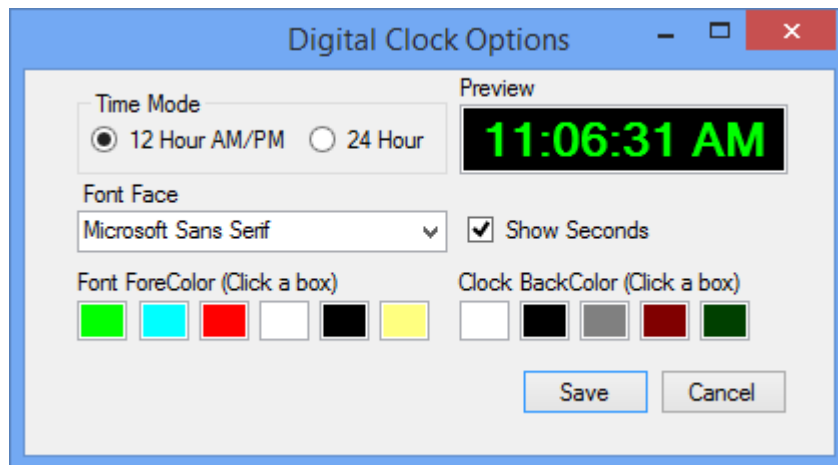 Digital Clock Options
Time Mode
12 Hour AM/PM 24 Hour
Preview
11:06:31 AM
Font Face
Microsoft Sans Serif
Show Seconds
Font ForeColor (Click a box)
Clock BackColor (Click a box)
Save
Cancel